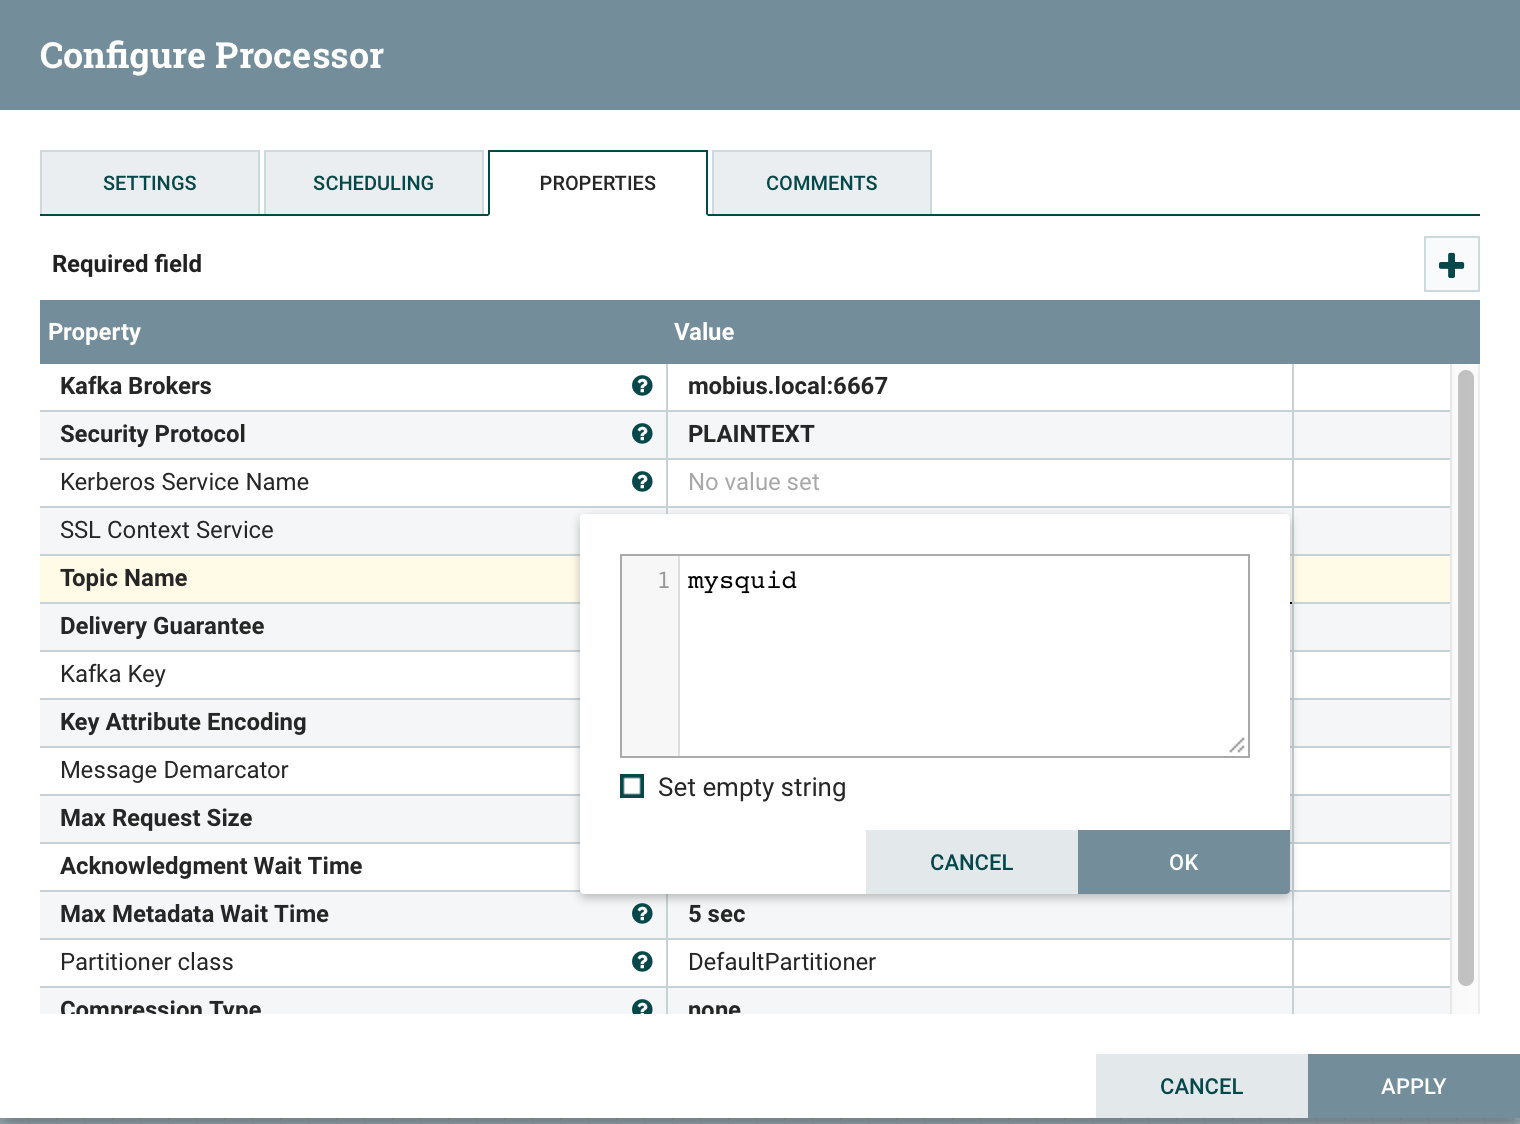 Configure Processor
SETTINGS SCHEDULING PROPERTIES COMMENTS
Required field
Property Value
Kafka Brokers mobius.local:6667
Security Protocol PLAINTEXT
Kerberos Service Name No value set
SSL Context Service
Topic Name
1 mysquid
Delivery Guarantee
Kafka Key
Key Attribute Encoding
Message Demarcator
Set empty string
Max Request Size
Acknowledgment Wait Time
CANCEL OK
Max Metadata Wait Time 5 sec
Partitioner class DefaultPartitioner
Compression Type none
CANCEL APPLY